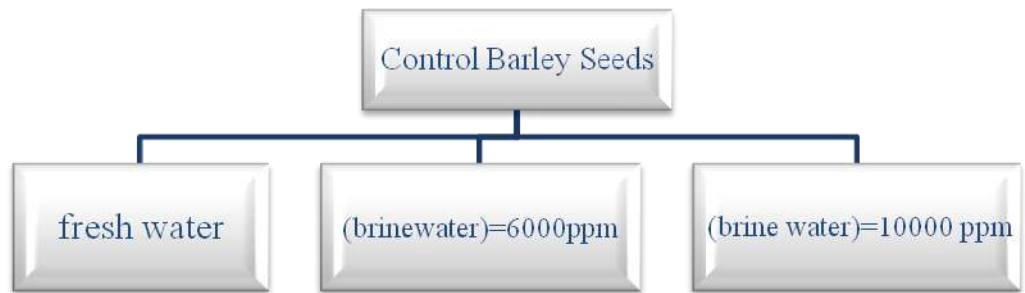 Control Barley Seeds
fresh water
(brinewater)=6000ppm
(brine water)=10000 ppm